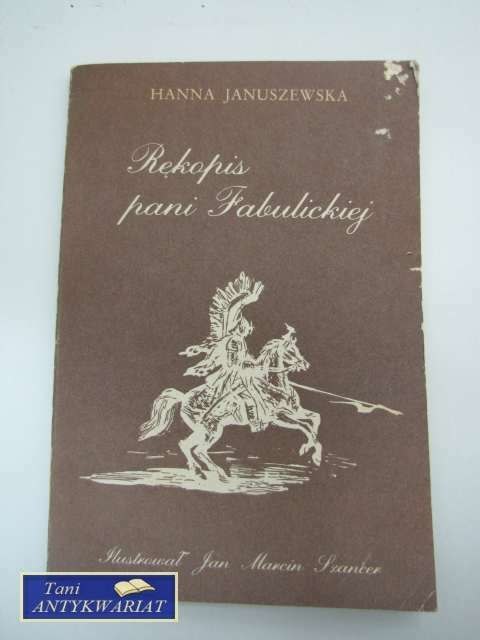 HANNA JANUSZEWSKA
Rękopis
pani Fabulickiej
Ilustrował Jan Marcin Szancer
Tani
ANTYKWARIAT